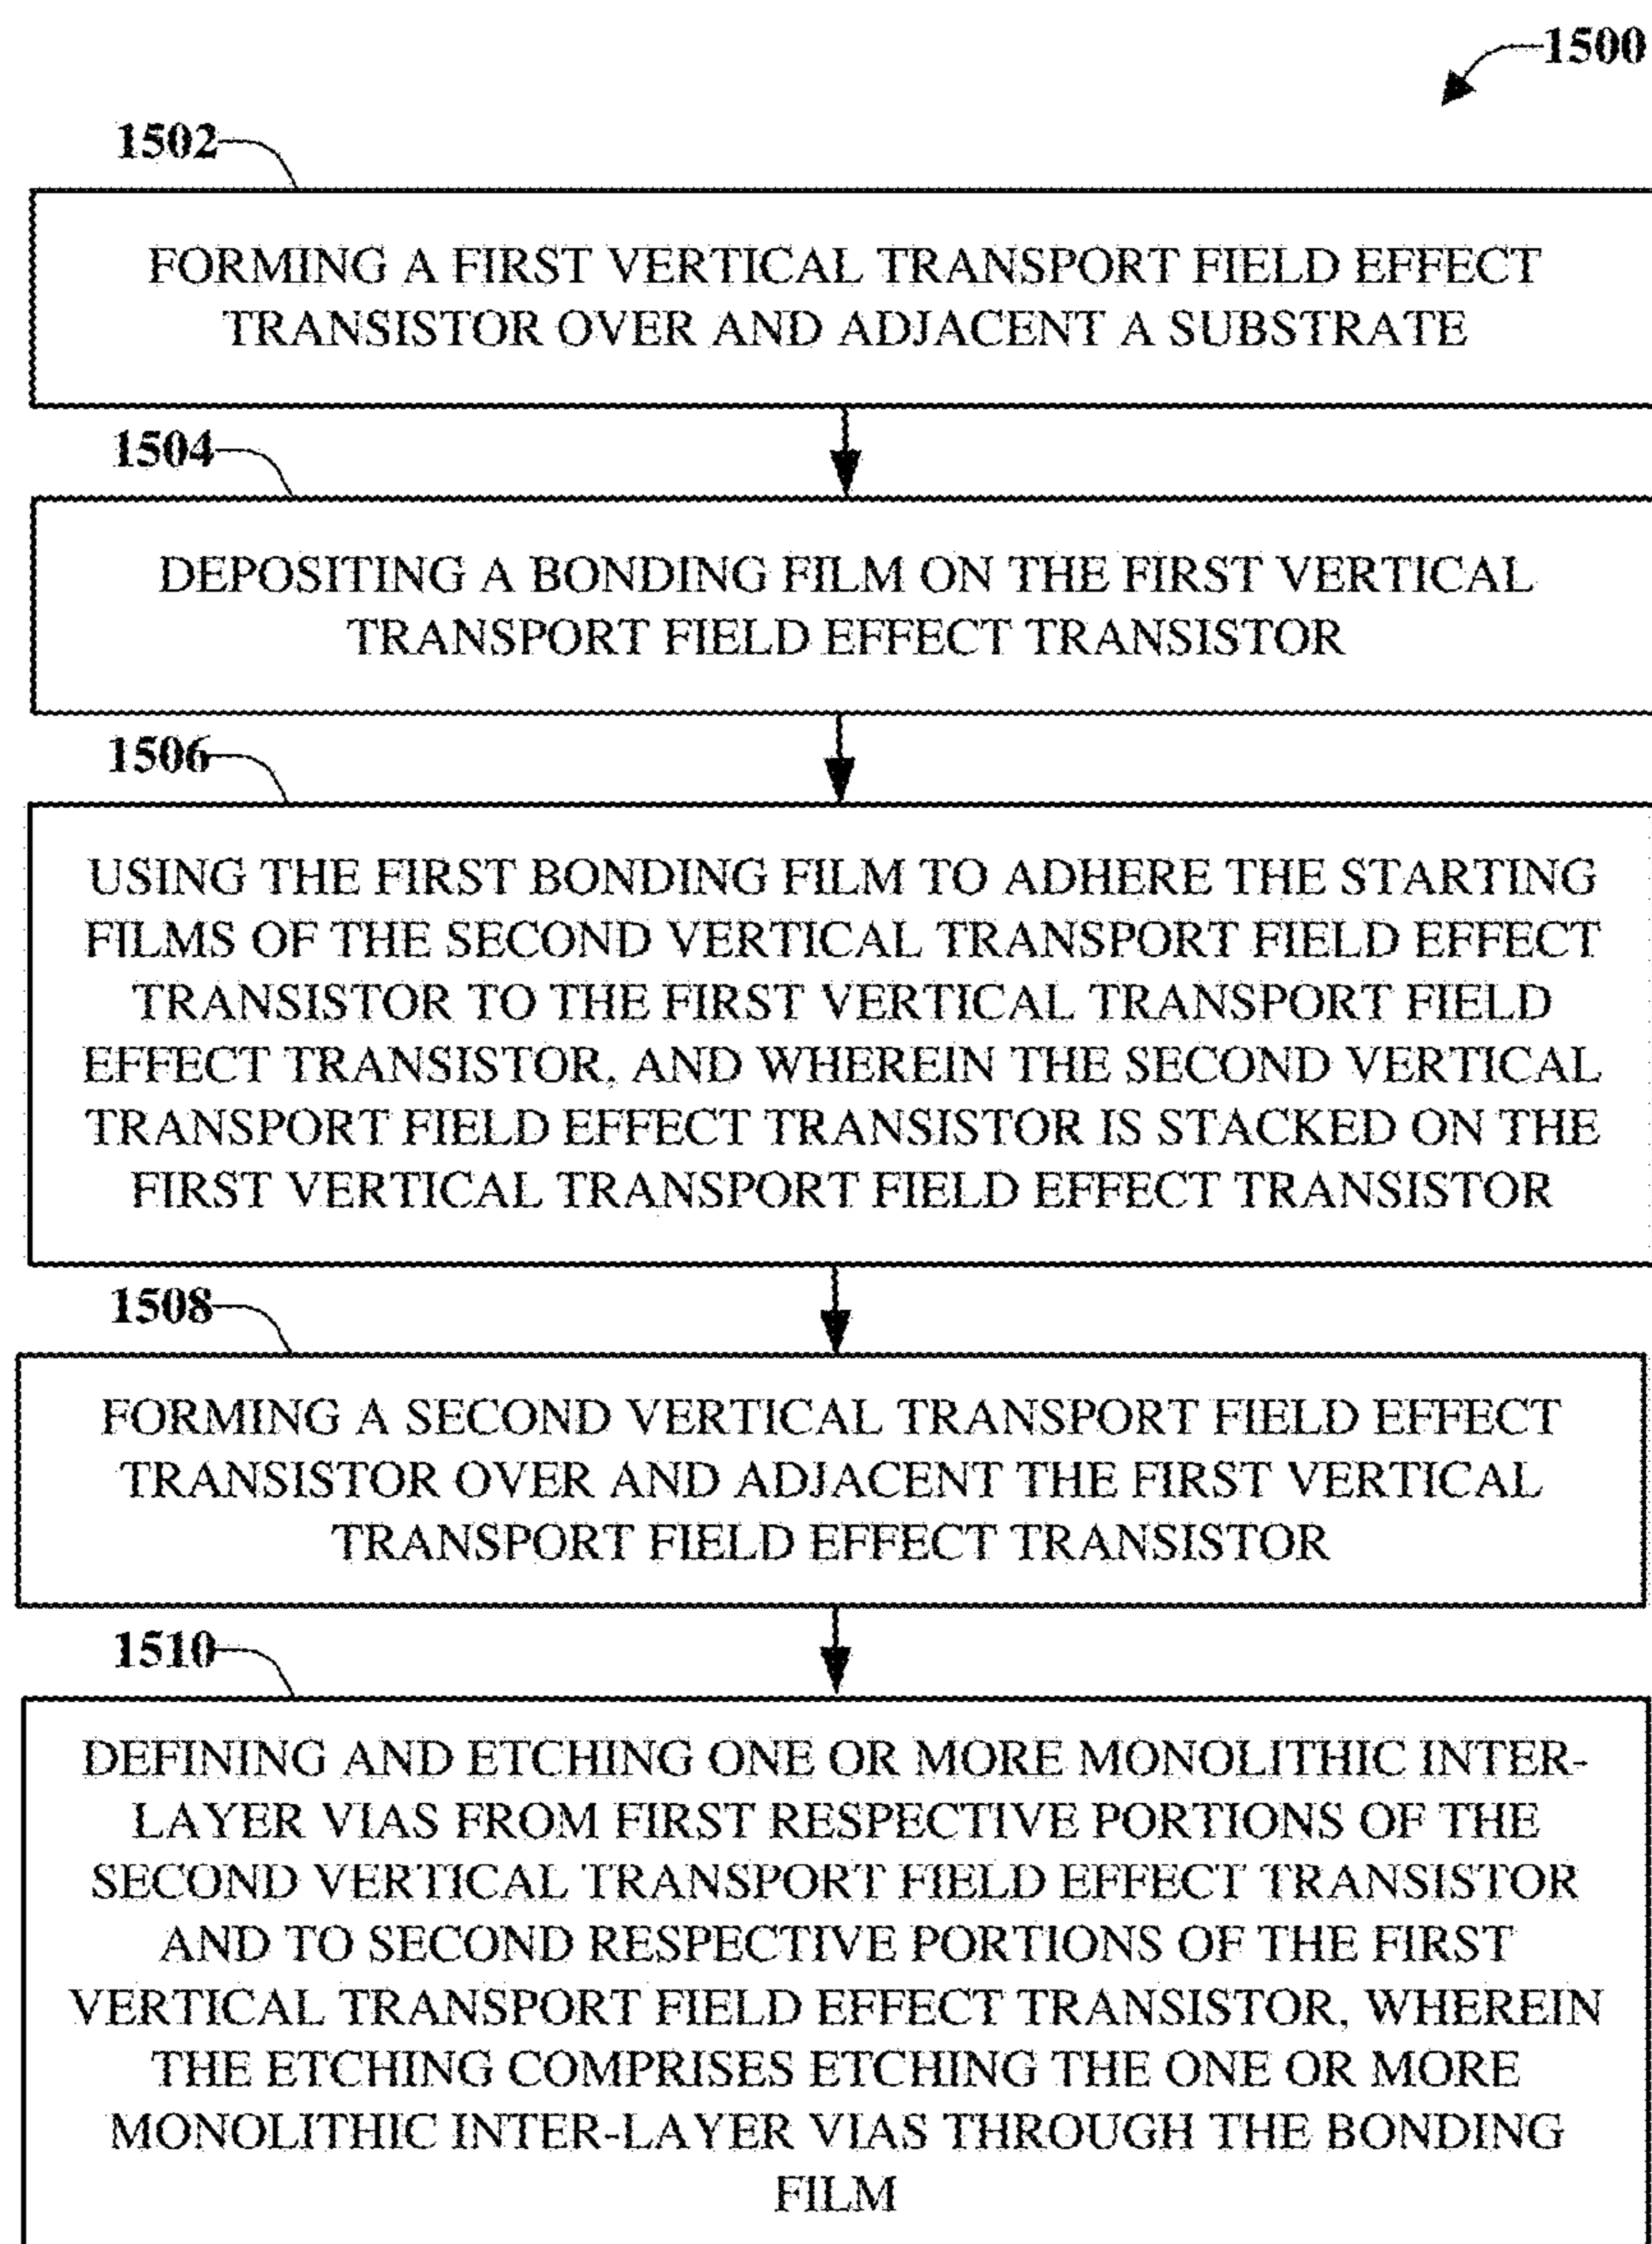 1500
1502
FORMING A FIRST VERTICAL TRANSPORT FIELD EFFECT
TRANSISTOR OVER AND ADJACENT A SUBSTRATE
1504
DEPOSITING A BONDING FILM ON THE FIRST VERTICAL
TRANSPORT FIELD EFFECT TRANSISTOR
1506
USING THE FIRST BONDING FILM TO ADHERE THE STARTING
FILMS OF THE SECOND VERTICAL TRANSPORT FIELD EFFECT
TRANSISTOR TO THE FIRST VERTICAL TRANSPORT FIELD
EFFECT TRANSISTOR, AND WHEREIN THE SECOND VERTICAL
TRANSPORT FIELD EFFECT TRANSISTOR IS STACKED ON THE
FIRST VERTICAL TRANSPORT FIELD EFFECT TRANSISTOR
1508
FORMING A SECOND VERTICAL TRANSPORT FIELD EFFECT
TRANSISTOR OVER AND ADJACENT THE FIRST VERTICAL
TRANSPORT FIELD EFFECT TRANSISTOR
1510
DEFINING AND ETCHING ONE OR MORE MONOLITHIC INTER-
LAYER VIAS FROM FIRST RESPECTIVE PORTIONS OF THE
SECOND VERTICAL TRANSPORT FIELD EFFECT TRANSISTOR
AND TO SECOND RESPECTIVE PORTIONS OF THE FIRST
VERTICAL TRANSPORT FIELD EFFECT TRANSISTOR, WHEREIN
THE ETCHING COMPRISES ETCHING THE ONE OR MORE
MONOLITHIC INTER-LAYER VIAS THROUGH THE BONDING
FILM